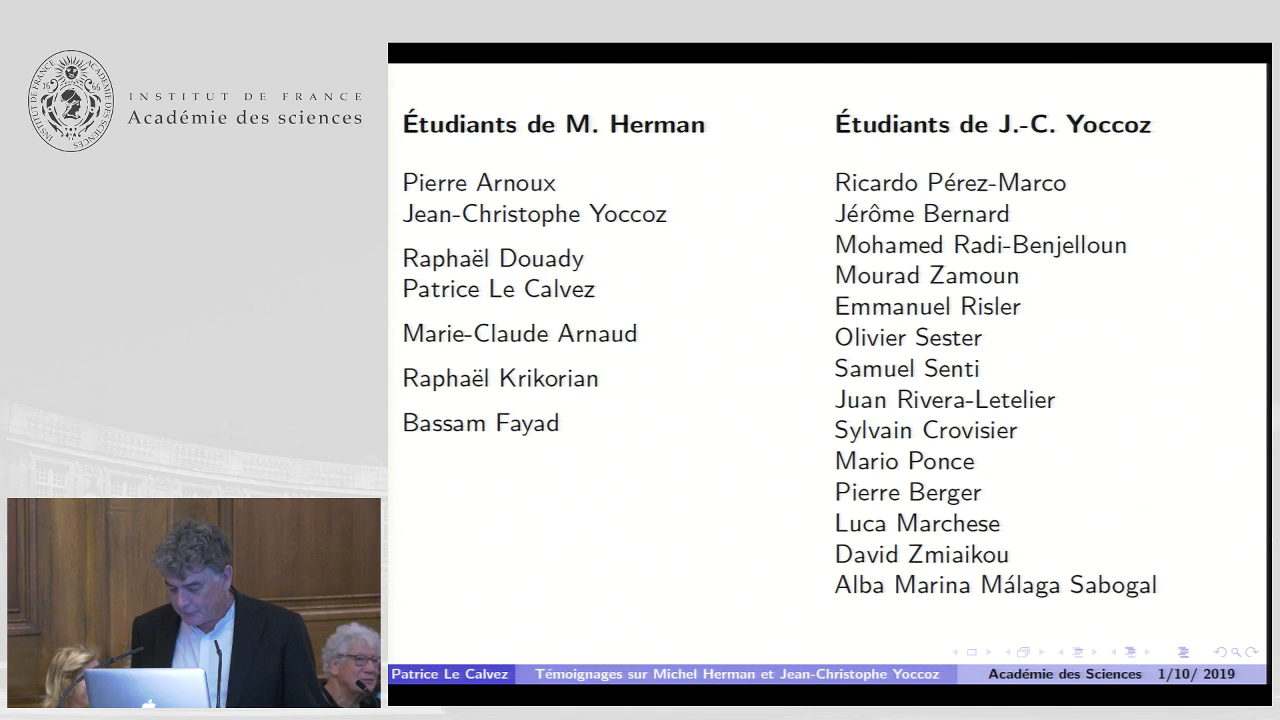 INSTITUT DE FRANCE
Académie des sciences
Étudiants de M. Herman
Pierre Arnoux
Jean-Christophe Yoccoz
Raphaël Douady
Patrice Le Calvez
Marie-Claude Arnaud
Raphaël Krikorian
Bassam Fayad
Étudiants de J.-C. Yoccoz
Ricardo Pérez-Marco
Jérôme Bernard
Mohamed Radi-Benjelloun
Mourad Zamoun
Emmanuel Risler
Olivier Sester
Samuel Senti
Juan Rivera-Letelier
Sylvain Crovisier
Mario Ponce
Pierre Berger
Luca Marchese
David Zmiaikou
Alba Marina Málaga Sabogal
Patrice Le Calvez Témoignages sur Michel Herman et Jean-Christophe Yoccoz Académie des Sciences 1/10/ 2019